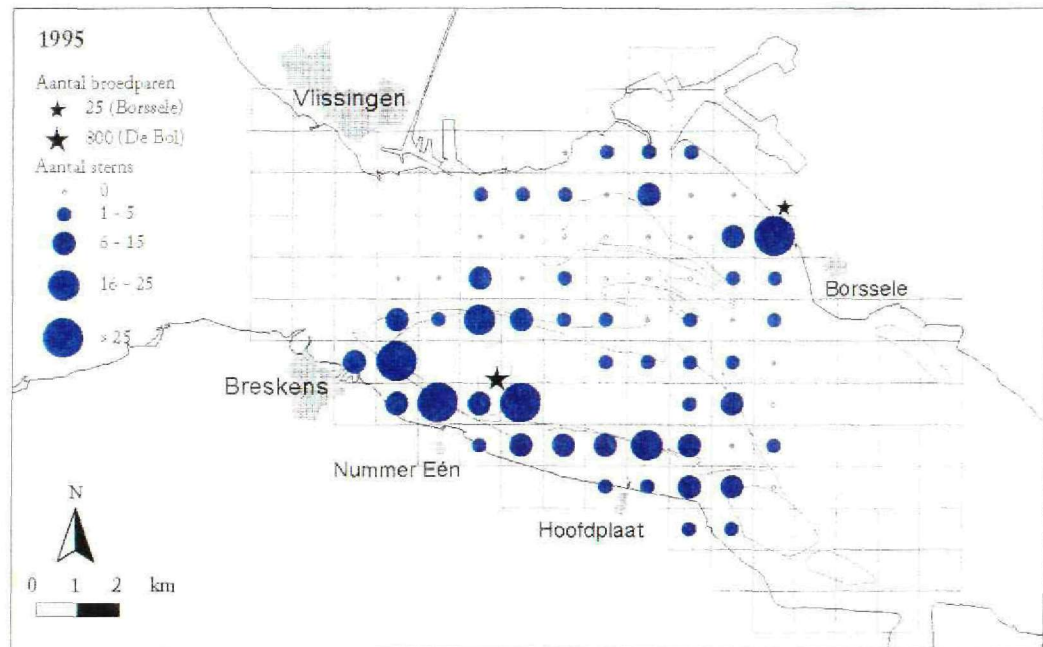 1995
Aantal broedparen
25 (Borssele)
800 (De Bol)
Aantal sterns
0
1 - 5
6 - 15
16 - 25
> 25
Vlissingen
Borssele
Breskens
Nummer Eén
Hoofdplaat
N
0 1 2 km